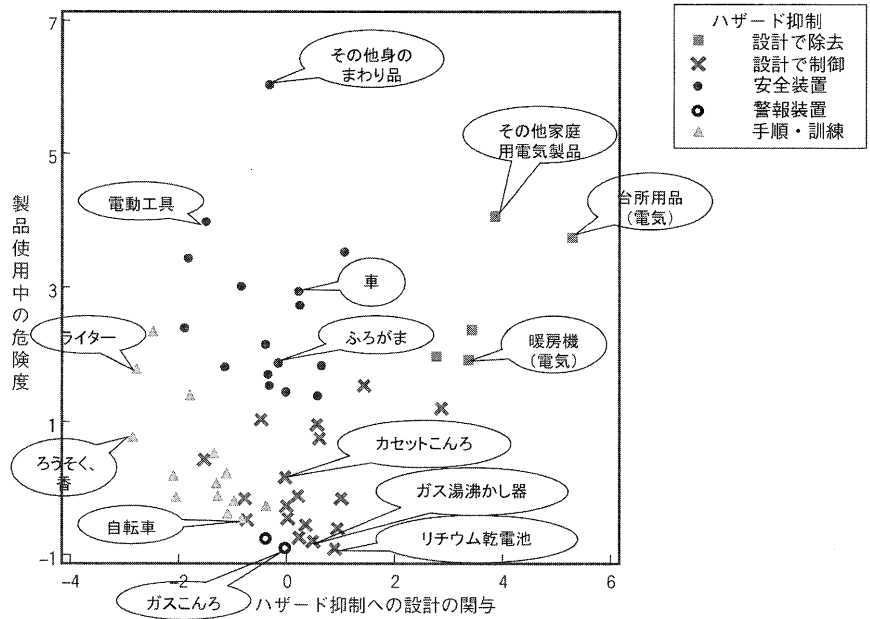 7
5
3
1
-1
-4
-2
0
2
4
6
製品使用中の危険度
ハザード抑制への設計の関与
ハザード抑制
設計で除去
設計で制御
安全装置
警報装置
手順・訓練
その他身の
まわり品
その他家庭
用電気製品
台所用品
(電気)
電動工具
車
ライター
ふろがま
暖房機
(電気)
ろうそく、
香
カセットこんろ
ガス湯沸かし器
自転車
リチウム乾電池
ガスこんろ